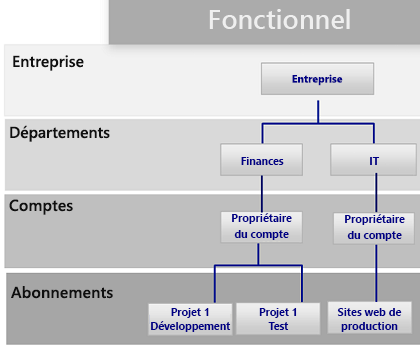 Fonctionnel
Entreprise
Entreprise
Départements
Finances
IT
Comptes
Propriétaire
du compte
Propriétaire
du compte
Abonnements
Projet 1
Développement
Projet 1
Test
Sites web de
production